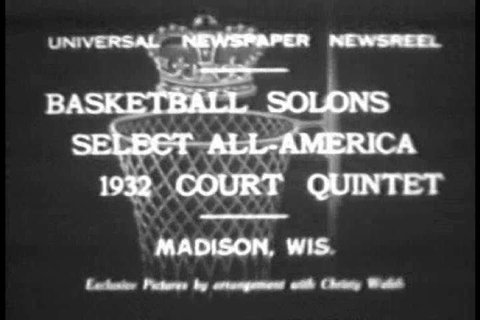 UNIVERSAL NEWSPAPER NEWSREEL
BASKETBALL SOLONS
SELECT ALL-AMERICA
1932 COURT QUINTET
MADISON, WIS.
Exclusive Pictures by arrangement with Christy Walsh